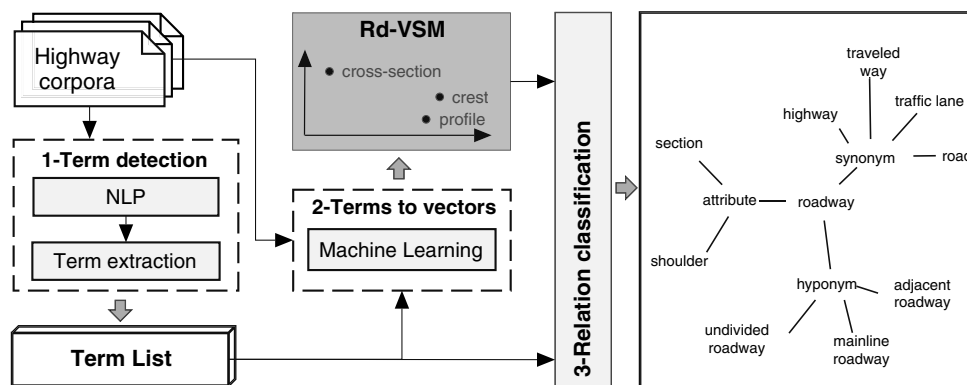 Highway
corpora
1-Term detection
NLP
Term extraction
Term List
Rd-VSM
cross-section
crest
profile
2-Terms to vectors
Machine Learning
3-Relation classification
traveled
way
highway
traffic lane
section
synonym
road
attribute
roadway
shoulder
hyponym
adjacent
roadway
undivided
roadway
mainline
roadway